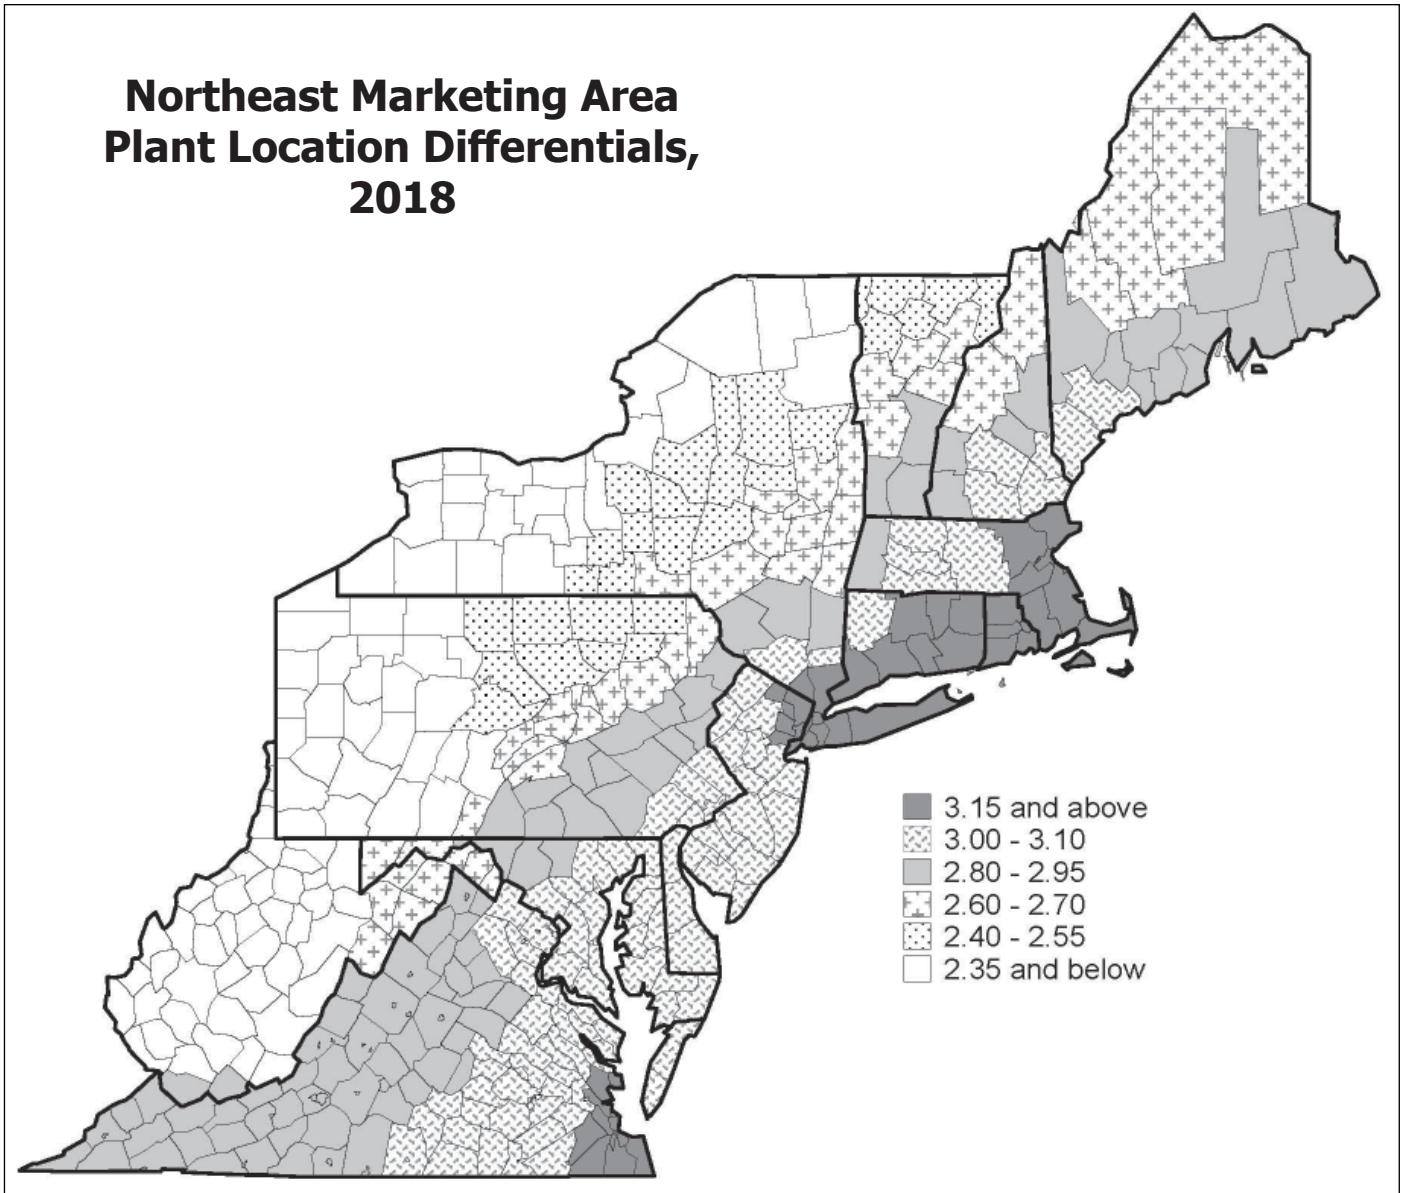 Northeast Marketing Area
Plant Location Differentials,
2018
3.15 and above
3.00 - 3.10
2.80 - 2.95
2.60 - 2.70
2.40 - 2.55
2.35 and below